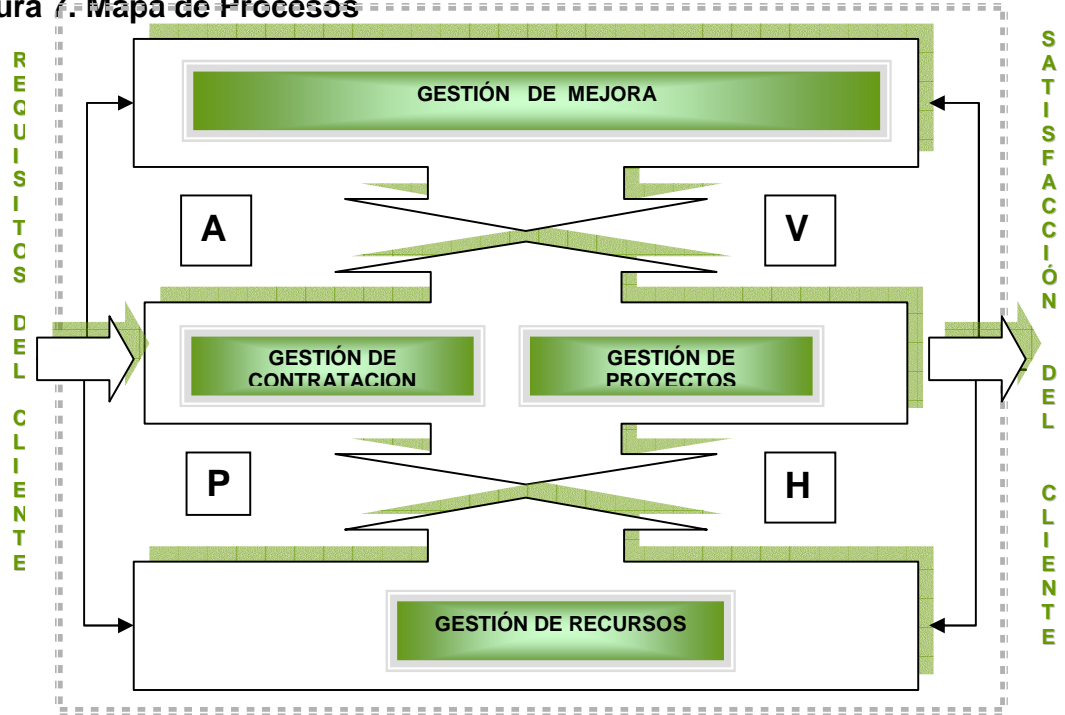 ura 7. Mapa de Procesos
REQUISITOS DEL CLIENTE
GESTIÓN DE MEJORA
A
V
GESTIÓN DE
CONTRATACION
GESTIÓN DE
PROYECTOS
P
H
GESTIÓN DE RECURSOS
SATISFACCIÓN DEL CLIENTE